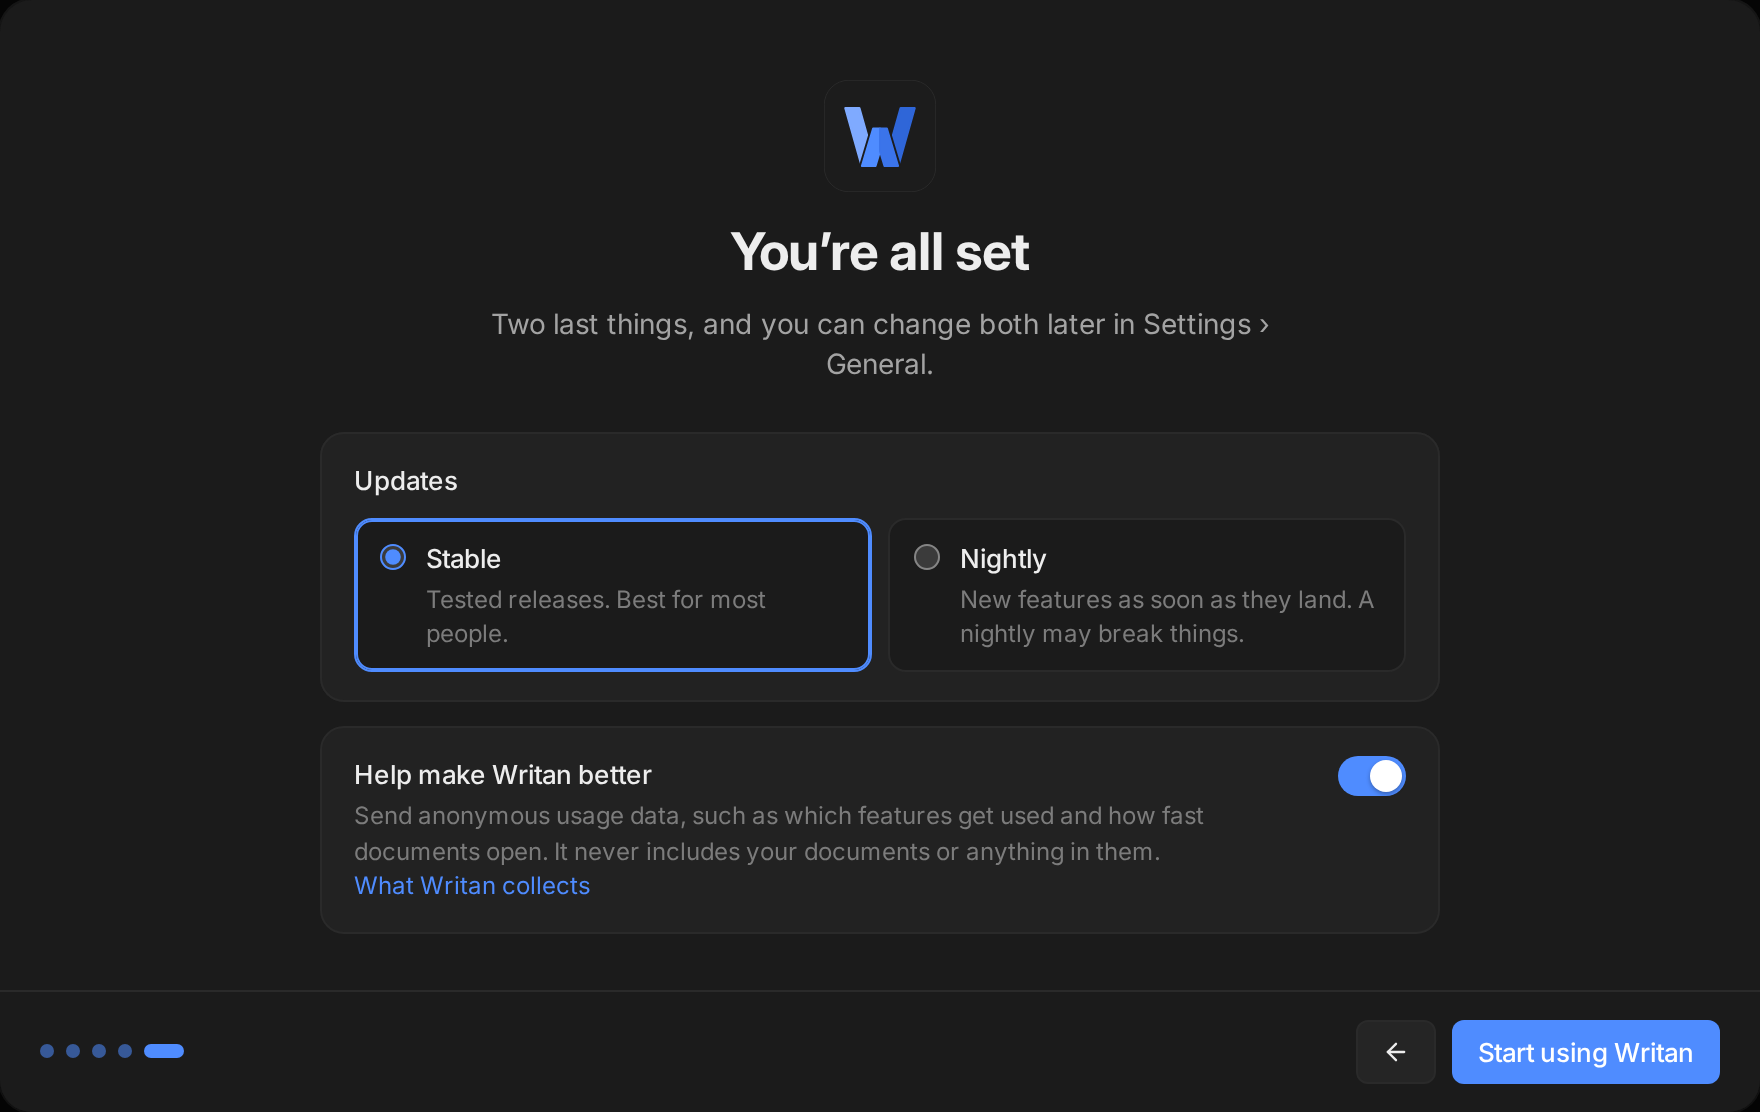 You’re all set
Two last things, and you can change both later in Settings ›
General.
Updates
Stable
Tested releases. Best for most
people.
Nightly
New features as soon as they land. A
nightly may break things.
Help make Writan better
Send anonymous usage data, such as which features get used and how fast
documents open. It never includes your documents or anything in them.
What Writan collects
Start using Writan